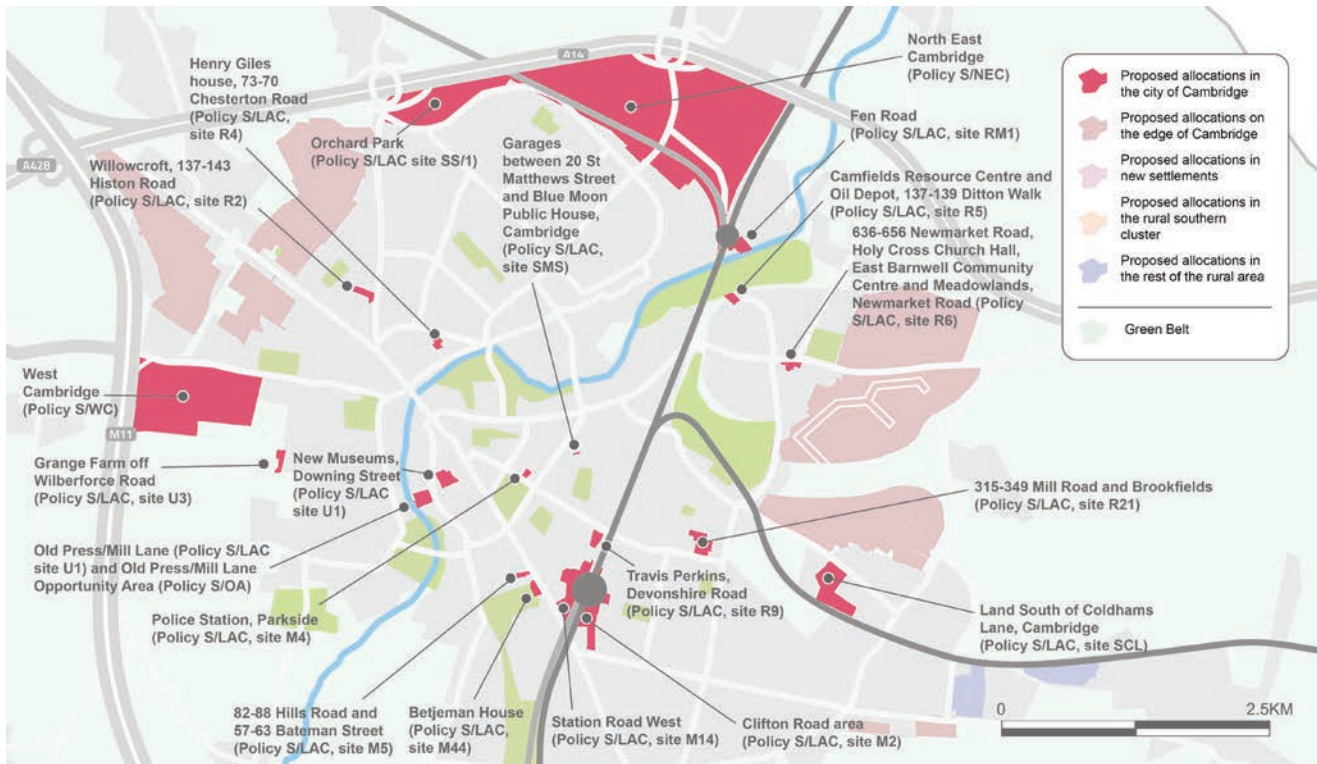 A14
A428
M11
Henry Giles
house, 73-70
Chesterton Road
(Policy S/LAC,
site R4)
Orchard Park
(Policy S/LAC site SS/1)
Willowcroft, 137-143
Histon Road
(Policy S/LAC, site R2)
Garages
between 20 St
Matthews Street
and Blue Moon
Public House,
Cambridge
(Policy S/LAC,
site SMS)
North East
Cambridge
(Policy S/NEC)
Fen Road
(Policy S/LAC, site RM1)
Camfields Resource Centre and
Oil Depot, 137-139 Ditton Walk
(Policy S/LAC, site R5)
636-656 Newmarket Road,
Holy Cross Church Hall,
East Barnwell Community
Centre and Meadowlands,
Newmarket Road (Policy
S/LAC, site R6)
West
Cambridge
(Policy S/WC)
Grange Farm off
Wilberforce Road
(Policy S/LAC, site U3)
New Museums,
Downing Street
(Policy S/LAC
site U1)
Old Press/Mill Lane (Policy S/LAC
site U1) and Old Press/Mill Lane
Opportunity Area (Policy S/OA)
Police Station, Parkside
(Policy S/LAC, site M4)
82-88 Hills Road and
57-63 Bateman Street
(Policy S/LAC, site M5)
Betjeman House
(Policy S/LAC,
site M44)
Station Road West
(Policy S/LAC, site M14)
Clifton Road area
(Policy S/LAC, site M2)
Travis Perkins,
Devonshire Road
(Policy S/LAC, site R9)
315-349 Mill Road and Brookfields
(Policy S/LAC, site R21)
Land South of Coldhams
Lane, Cambridge
(Policy S/LAC, site SCL)
Proposed allocations in
the city of Cambridge
Proposed allocations on
the edge of Cambridge
Proposed allocations in
new settlements
Proposed allocations in
the rural southern
cluster
Proposed allocations in
the rest of the rural area
Green Belt
0
2.5KM